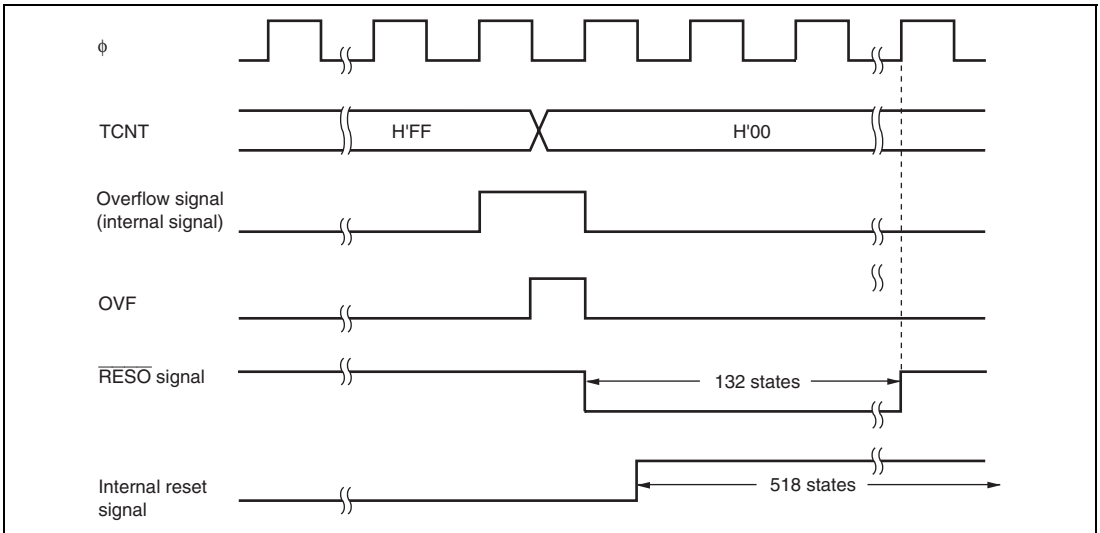 ϕ
TCNT
H'FF
H'00
Overflow signal
(internal signal)
OVF
RESO signal
132 states
Internal reset
signal
518 states